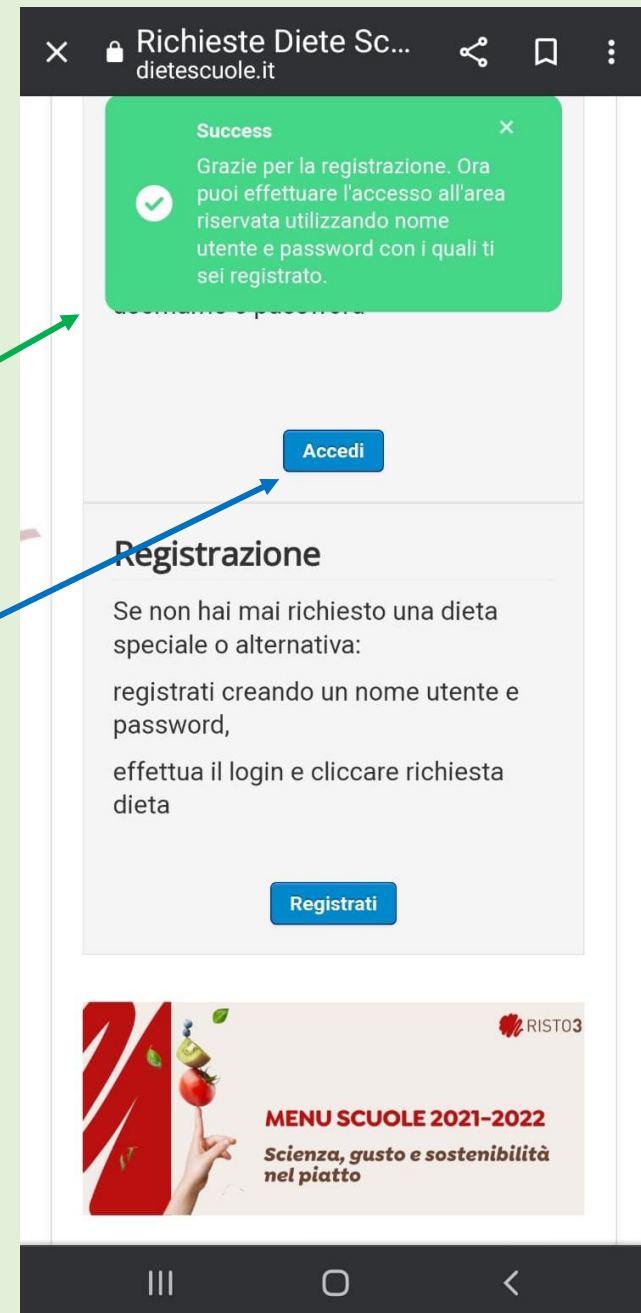 Richieste Diete Sc...
dietescuole.it
Success
Grazie per la registrazione. Ora
puoi effettuare l'accesso all'area
riservata utilizzando nome
utente e password con i quali ti
sei registrato.
Accedi
Registrazione
Se non hai mai richiesto una dieta
speciale o alternativa:
registrati creando un nome utente e
password,
effettua il login e cliccare richiesta
dieta
Registrati
RISTO3
MENU SCUOLE 2021-2022
Scienza, gusto e sostenibilità
nel piatto